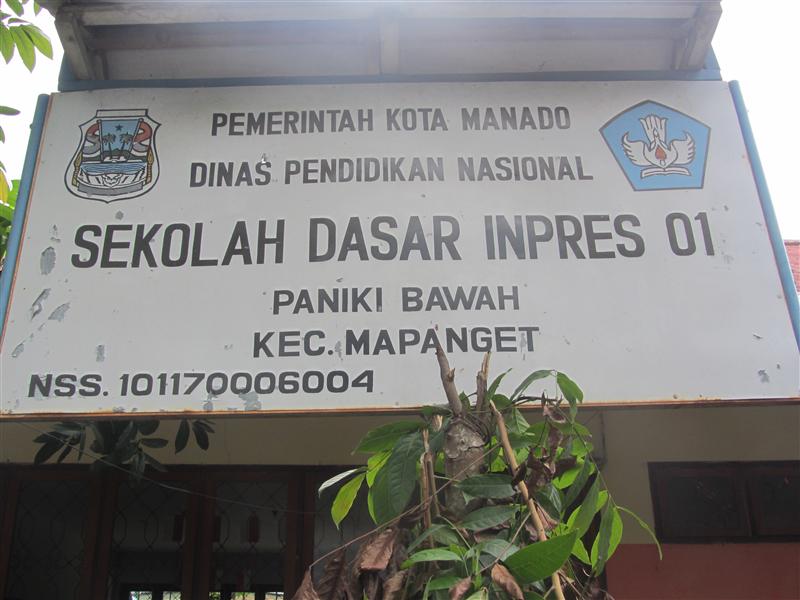 PEMERINTAH KOTA MANADO
DINAS PENDIDIKAN NASIONAL
SEKOLAH DASAR INPRES 01
PANIKI BAWAH
KEC. MAPANGET
NSS. 101170006004